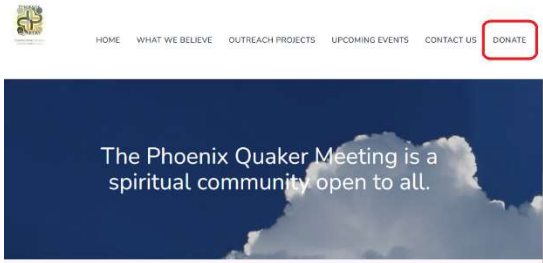 HOME WHAT WE BELIEVE OUTREACH PROJECTS UPCOMING EVENTS CONTACT US DONATE
The Phoenix Quaker Meeting is a
spiritual community open to all.